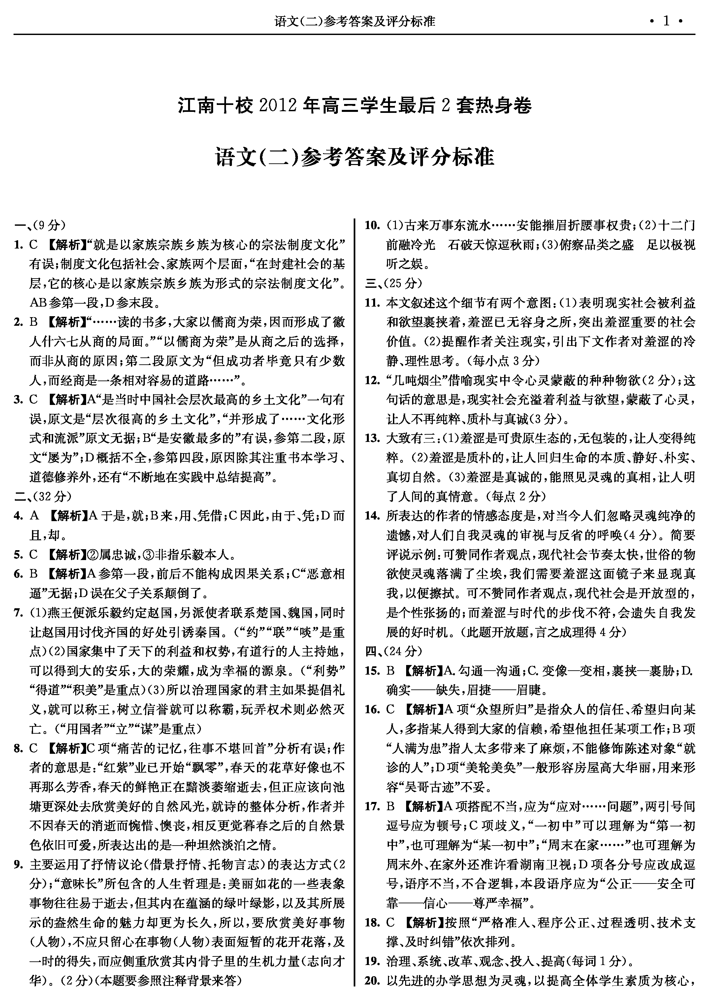 语文(二)参考答案及评分标准
· 1 ·
江南十校 2012 年高三学生最后 2 套热身卷
语文(二)参考答案及评分标准
一、(9 分)
1. C 【解析】“就是以家族宗族乡族为核心的宗法制度文化”
有误;制度文化包括社会、家族两个层面,“在封建社会的基
层,它的核心是以家族宗族乡族为形式的宗法制度文化”。
AB参第一段,D参末段。
2. B 【解析】“……读的书多,大家以儒商为荣,因而形成了徽
人什六七从商的局面。”“以儒商为荣”是从商之后的选择,
而非从商的原因;第二段原文为“但成功者毕竟只有少数
人,而经商是一条相对容易的道路……”。
3. C 【解析】A“是当时中国社会层次最高的乡土文化”一句有
误,原文是“层次很高的乡土文化”,“并形成了……文化形
式和流派”原文无据;B“是安徽最多的”有误,参第二段,原
文“屡为”;D概括不全,参第四段,原因除其注重书本学习、
道德修养外,还有“不断地在实践中总结提高”。
二、(32 分)
4. A 【解析】A 于是,就;B来,用、凭借;C因此,由于、凭;D 而
且,却。
5. C 【解析】②属忠诚,③非指乐毅本人。
6. B 【解析】A参第一段,前后不能构成因果关系;C“恶意相
逼”无据;D误在父子关系颠倒了。
7. (1)燕王便派乐毅约定赵国,另派使者联系楚国、魏国,同时
让赵国用讨伐齐国的好处引诱秦国。(“约”“联”“啖”是重
点)(2)国家集中了天下的利益和权势,有道行的人主持她,
可以得到大的安乐,大的荣耀,成为幸福的源泉。(“利势”
“得道”“积美”是重点)(3)所以治理国家的君主如果提倡礼
义,就可以称王,树立信誉就可以称霸,玩弄权术则必然灭
亡。(“用国者”“立”“谋”是重点)
8. C 【解析】C项“痛苦的记忆,往事不堪回首”分析有误;作
者的意思是:“红紫”业已开始“飘零”,春天的花草好像也不
再那么芳香,春天的鲜艳正在黯淡萎缩逝去,但正应该向池
塘更深处去欣赏美好的自然风光,就诗的整体分析,作者并
不因春天的消逝而惋惜、懊丧,相反更觉暮春之后的自然景
色依旧可爱,所表达出的是一种坦然淡泊之情。
9. 主要运用了抒情议论(借景抒情、托物言志)的表达方式(2
分);“意味长”所包含的人生哲理是:美丽如花的一些表象
事物往往易于逝去,但其内在蕴涵的绿叶绿影,以及其所展
示的盎然生命的魅力却更为长久,所以,要欣赏美好事物
(人物),不应只留心在事物(人物)表面短暂的花开花落,及
一时的得失,而应侧重欣赏其内骨子里的生机力量(志向才
华)。(2 分)(本题要参照注释背景来答)
10. (1)古来万事东流水……安能摧眉折腰事权贵;(2)十二门
前融冷光 石破天惊逗秋雨;(3)俯察品类之盛 足以极视
听之娱。
三、(25 分)
11. 本文叙述这个细节有两个意图:(1)表明现实社会被利益
和欲望裹挟着,羞涩已无容身之所,突出羞涩重要的社会
价值。(2)提醒作者关注现实,引出下文作者对羞涩的冷
静、理性思考。(每小点 3 分)
12. “几吨烟尘”借喻现实中令心灵蒙蔽的种种物欲(2 分);这
句话的意思是,现实社会充溢着利益与欲望,蒙蔽了心灵,
让人不再纯粹、质朴与真诚(3 分)。
13. 大致有三:(1)羞涩是可贵原生态的,无包装的,让人变得纯
粹。(2)羞涩是质朴的,让人回归生命的本质、静好、朴实、
真切自然。(3)羞涩是真诚的,能照见灵魂的真相,让人明
了人间的真情意。(每点 2 分)
14. 所表达的作者的情感态度是,对当今人们忽略灵魂纯净的
遗憾,对人们自我灵魂的审视与反省的呼唤(4 分)。简要
评说示例:可赞同作者观点,现代社会节奏太快,世俗的物
欲使灵魂落满了尘埃,我们需要羞涩这面镜子来显现真
我,以便擦拭。可不赞同作者观点,现代社会是开放型的,
是个性张扬的;而羞涩与时代的步伐不符,会遗失自我发
展的好时机。(此题开放题,言之成理得 4 分)
四、(24 分)
15. B 【解析】A. 勾通—沟通;C. 变像—变相,裹挟—裹胁;D.
确实——缺失,眉捷——眉睫。
16. C 【解析】A 项“众望所归”是指众人的信任、希望归向某
人,多指某人得到大家的信赖,希望他担任某项工作;B项
“人满为患”指人太多带来了麻烦,不能修饰陈述对象“就
诊的人”;D项“美轮美奂”一般形容房屋高大华丽,用来形
容“吴哥古迹”不妥。
17. B 【解析】A项搭配不当,应为“应对……问题”,两引号间
逗号应为顿号;C 项歧义,“一初中”可以理解为“第一初
中”,也可理解为“某一初中”;“周末在家……”也可理解为
周末外、在家外还准许看湖南卫视;D 项各分号应改成逗
号,语序不当,不合逻辑,本段语序应为“公正——安全可
靠——信心——尊严幸福”。
18. C 【解析】按照“严格准入、程序公正、过程透明、技术支
撑、及时纠错”依次排列。
19. 治理、系统、改革、观念、投入、提高(每词 1 分)。
20. 以先进的办学思想为灵魂,以提高全体学生素质为核心,